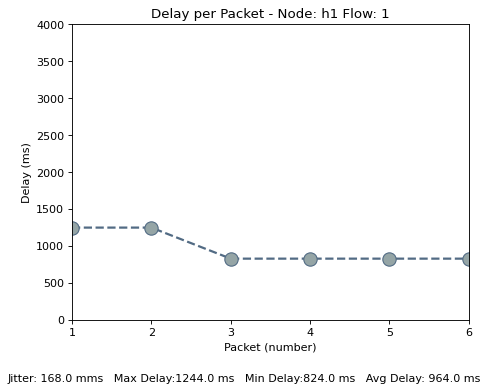 Delay per Packet - Node: h1 Flow: 1
4000
3500
3000
2500
2000
1500
1000
500
0
Delay (ms)
1 2 3 4 5 6
Packet (number)
Jitter: 168.0 mms Max Delay:1244.0 ms Min Delay:824.0 ms Avg Delay: 964.0 ms